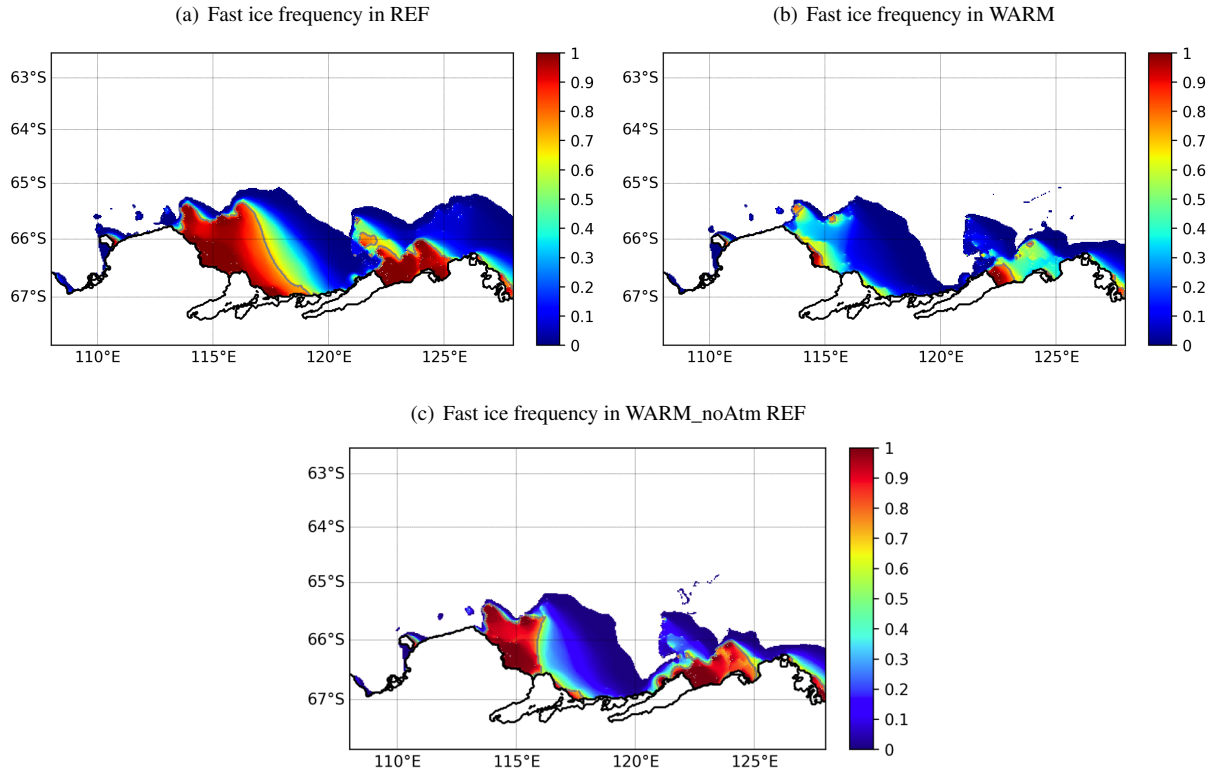 (a) Fast ice frequency in REF
63°S
64°S
65°S
66°S
67°S
110°E 115°E 120°E 125°E
1
0.9
0.8
0.7
0.6
0.5
0.4
0.3
0.2
0.1
0
(b) Fast ice frequency in WARM
63°S
64°S
65°S
66°S
67°S
110°E 115°E 120°E 125°E
1
0.9
0.8
0.7
0.6
0.5
0.4
0.3
0.2
0.1
0
(c) Fast ice frequency in WARM_noAtm REF
63°S
64°S
65°S
66°S
67°S
110°E 115°E 120°E 125°E
1
0.9
0.8
0.7
0.6
0.5
0.4
0.3
0.2
0.1
0